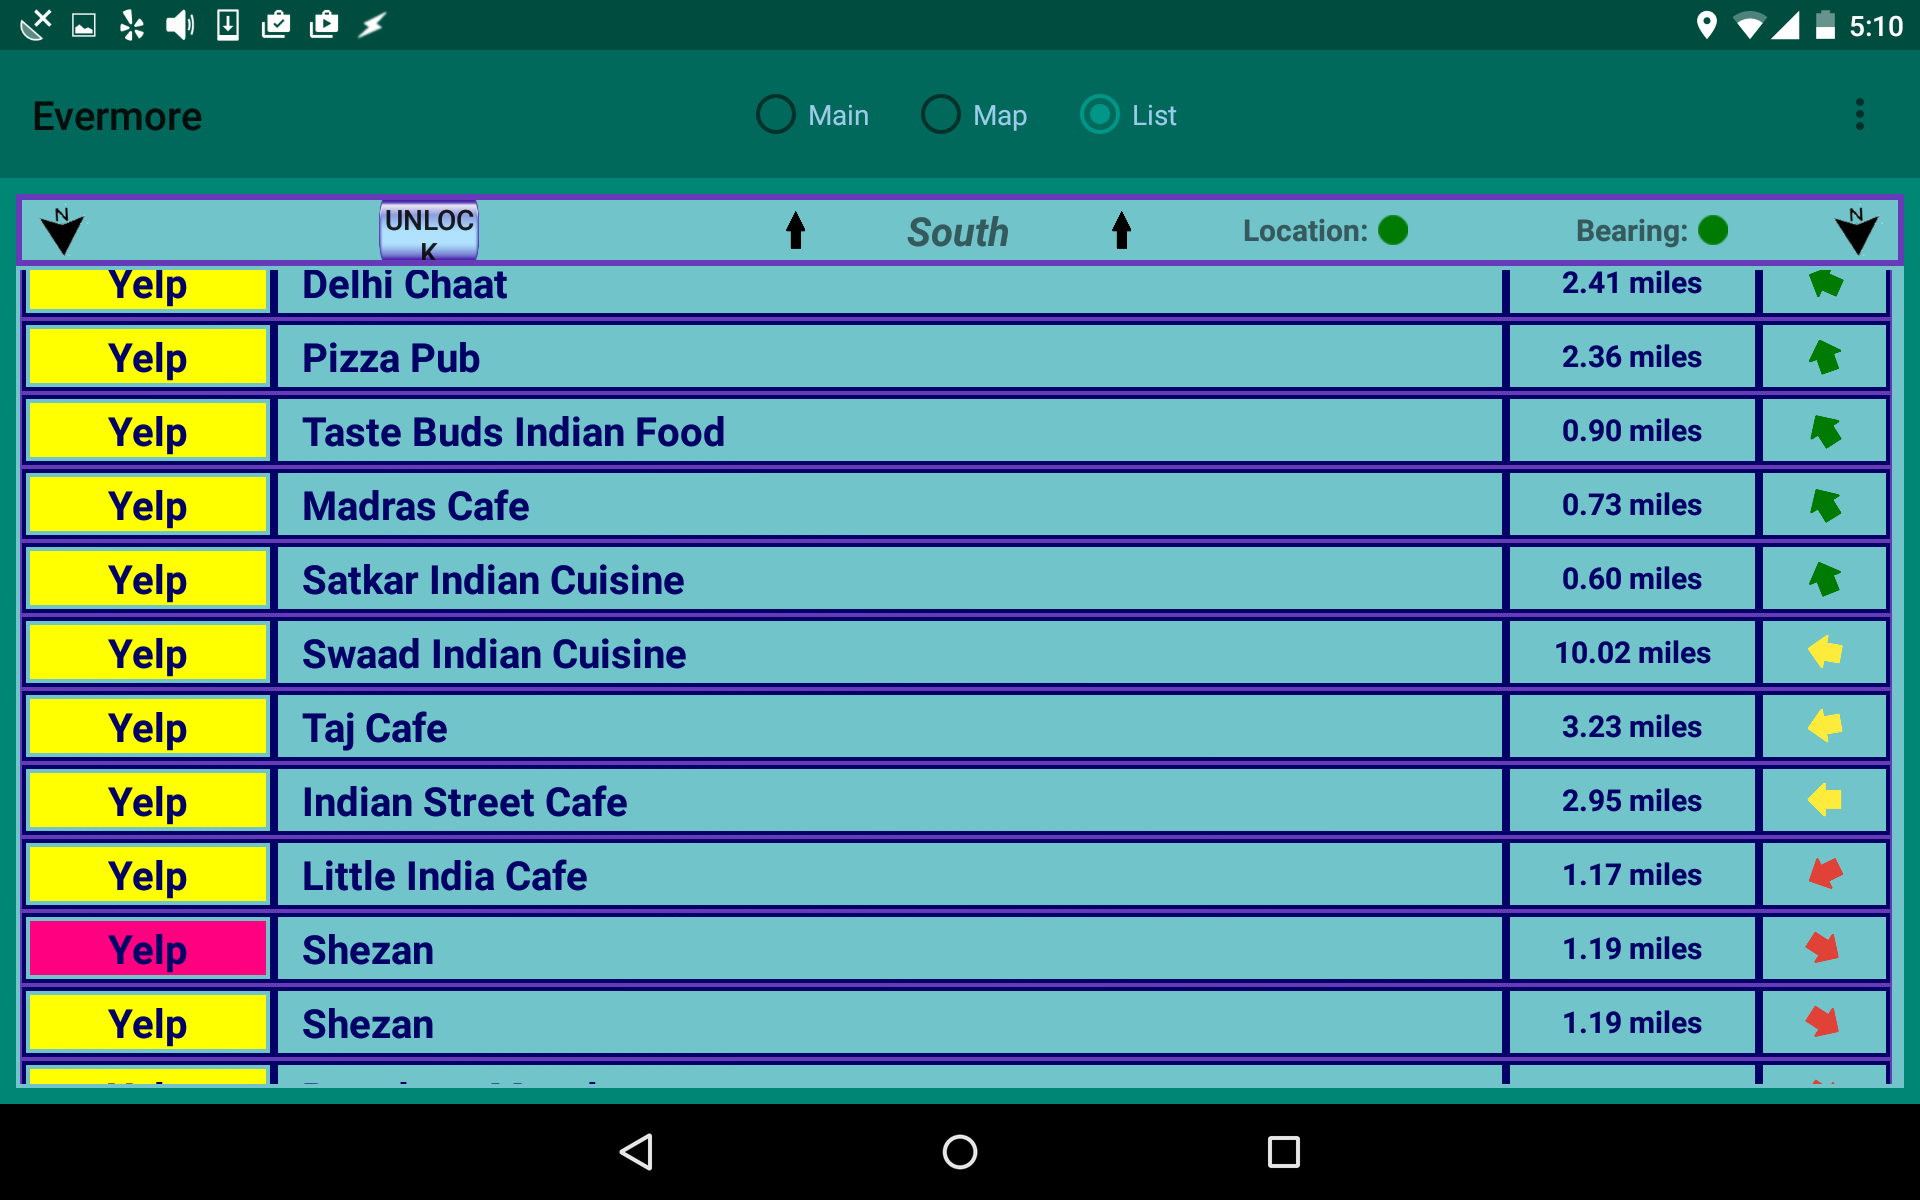 5:10
Evermore
Main
Map
List
N
UNLOC
K
South
Location:
Bearing:
N
Yelp Delhi Chaat 2.41 miles
Yelp Pizza Pub 2.36 miles
Yelp Taste Buds Indian Food 0.90 miles
Yelp Madras Cafe 0.73 miles
Yelp Satkar Indian Cuisine 0.60 miles
Yelp Swaad Indian Cuisine 10.02 miles
Yelp Taj Cafe 3.23 miles
Yelp Indian Street Cafe 2.95 miles
Yelp Little India Cafe 1.17 miles
Yelp Shezan 1.19 miles
Yelp Shezan 1.19 miles